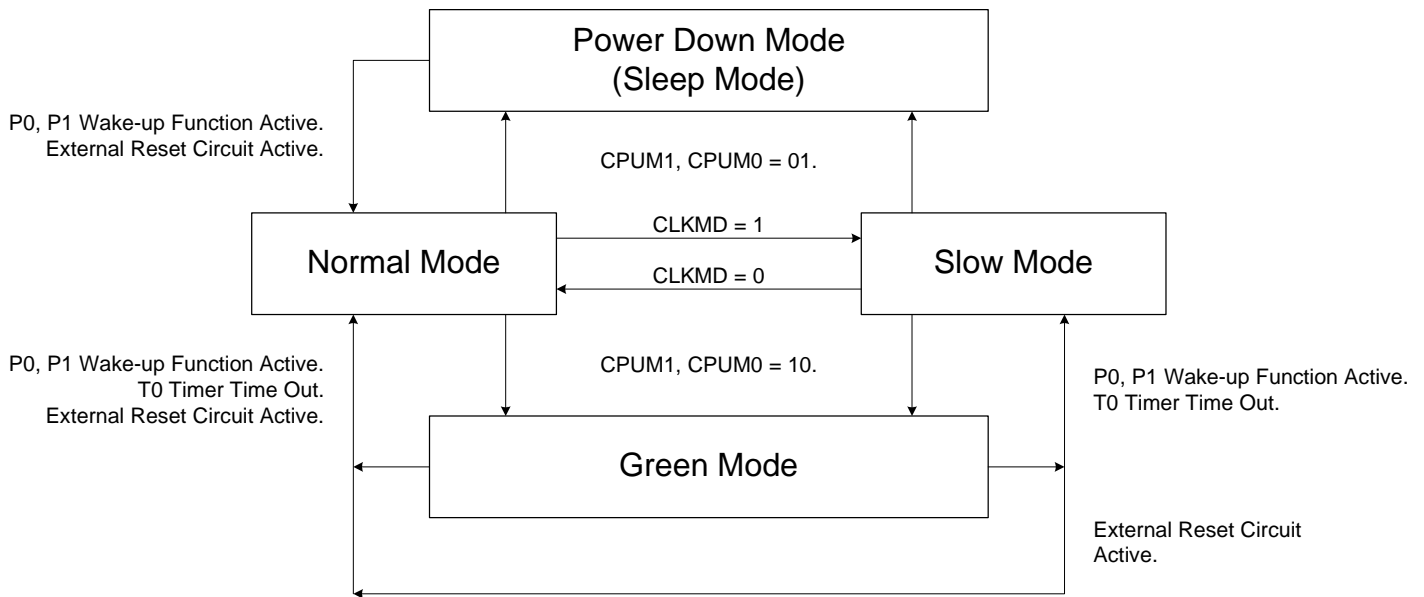 Power Down Mode
(Sleep Mode)
P0, P1 Wake-up Function Active.
External Reset Circuit Active.
CPUM1, CPUM0 = 01.
CLKMD = 1
Normal Mode
Slow Mode
CLKMD = 0
P0, P1 Wake-up Function Active.
T0 Timer Time Out.
External Reset Circuit Active.
CPUM1, CPUM0 = 10.
P0, P1 Wake-up Function Active.
T0 Timer Time Out.
Green Mode
External Reset Circuit
Active.